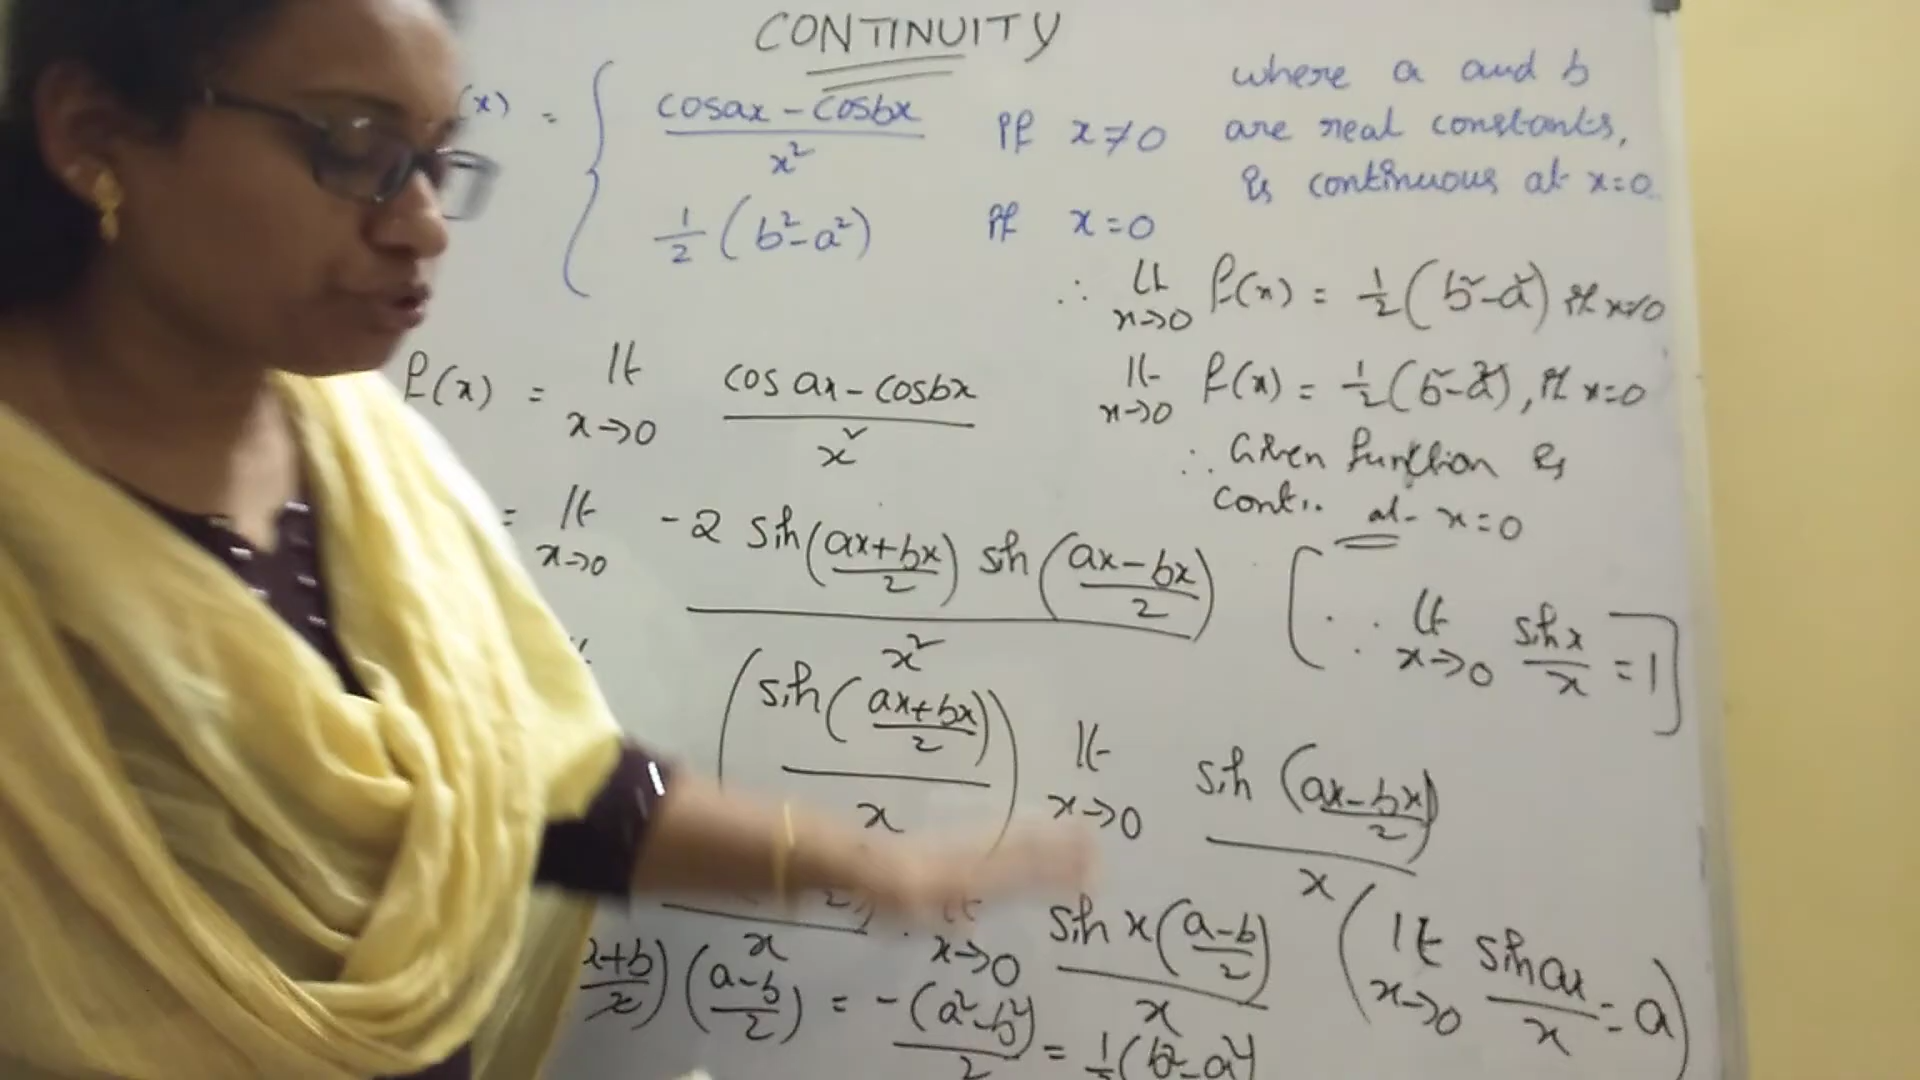 CONTINUITY
(x) = { cosax - cosbx / x² if x ≠ 0
1/2 (b² - a²) if x = 0
where a and b
are real constants,
is continuous at x=0.
∴ lt x→0 f(x) = 1/2 (b² - a²) if x≠0
lt x→0 f(x) = 1/2 (b² - a²), if x=0
∴ Given function is
conti. at x=0
f(x) = lt x→0 cos ax - cosbx / x²
= lt x→0 -2 sin (ax+bx / 2) sin (ax-bx / 2) / x²
[∵ lt x→0 sin x / x = 1]
(sin (ax+bx / 2) / x) lt x→0 sin (ax-bx / 2) / x
x . lt x→0 sin x (a-b / 2) / x
(lt x→0 sin ax / x = a)
+b) (a-b / 2) = -(a² - b²) / 2 = 1/2 (b² - a²)